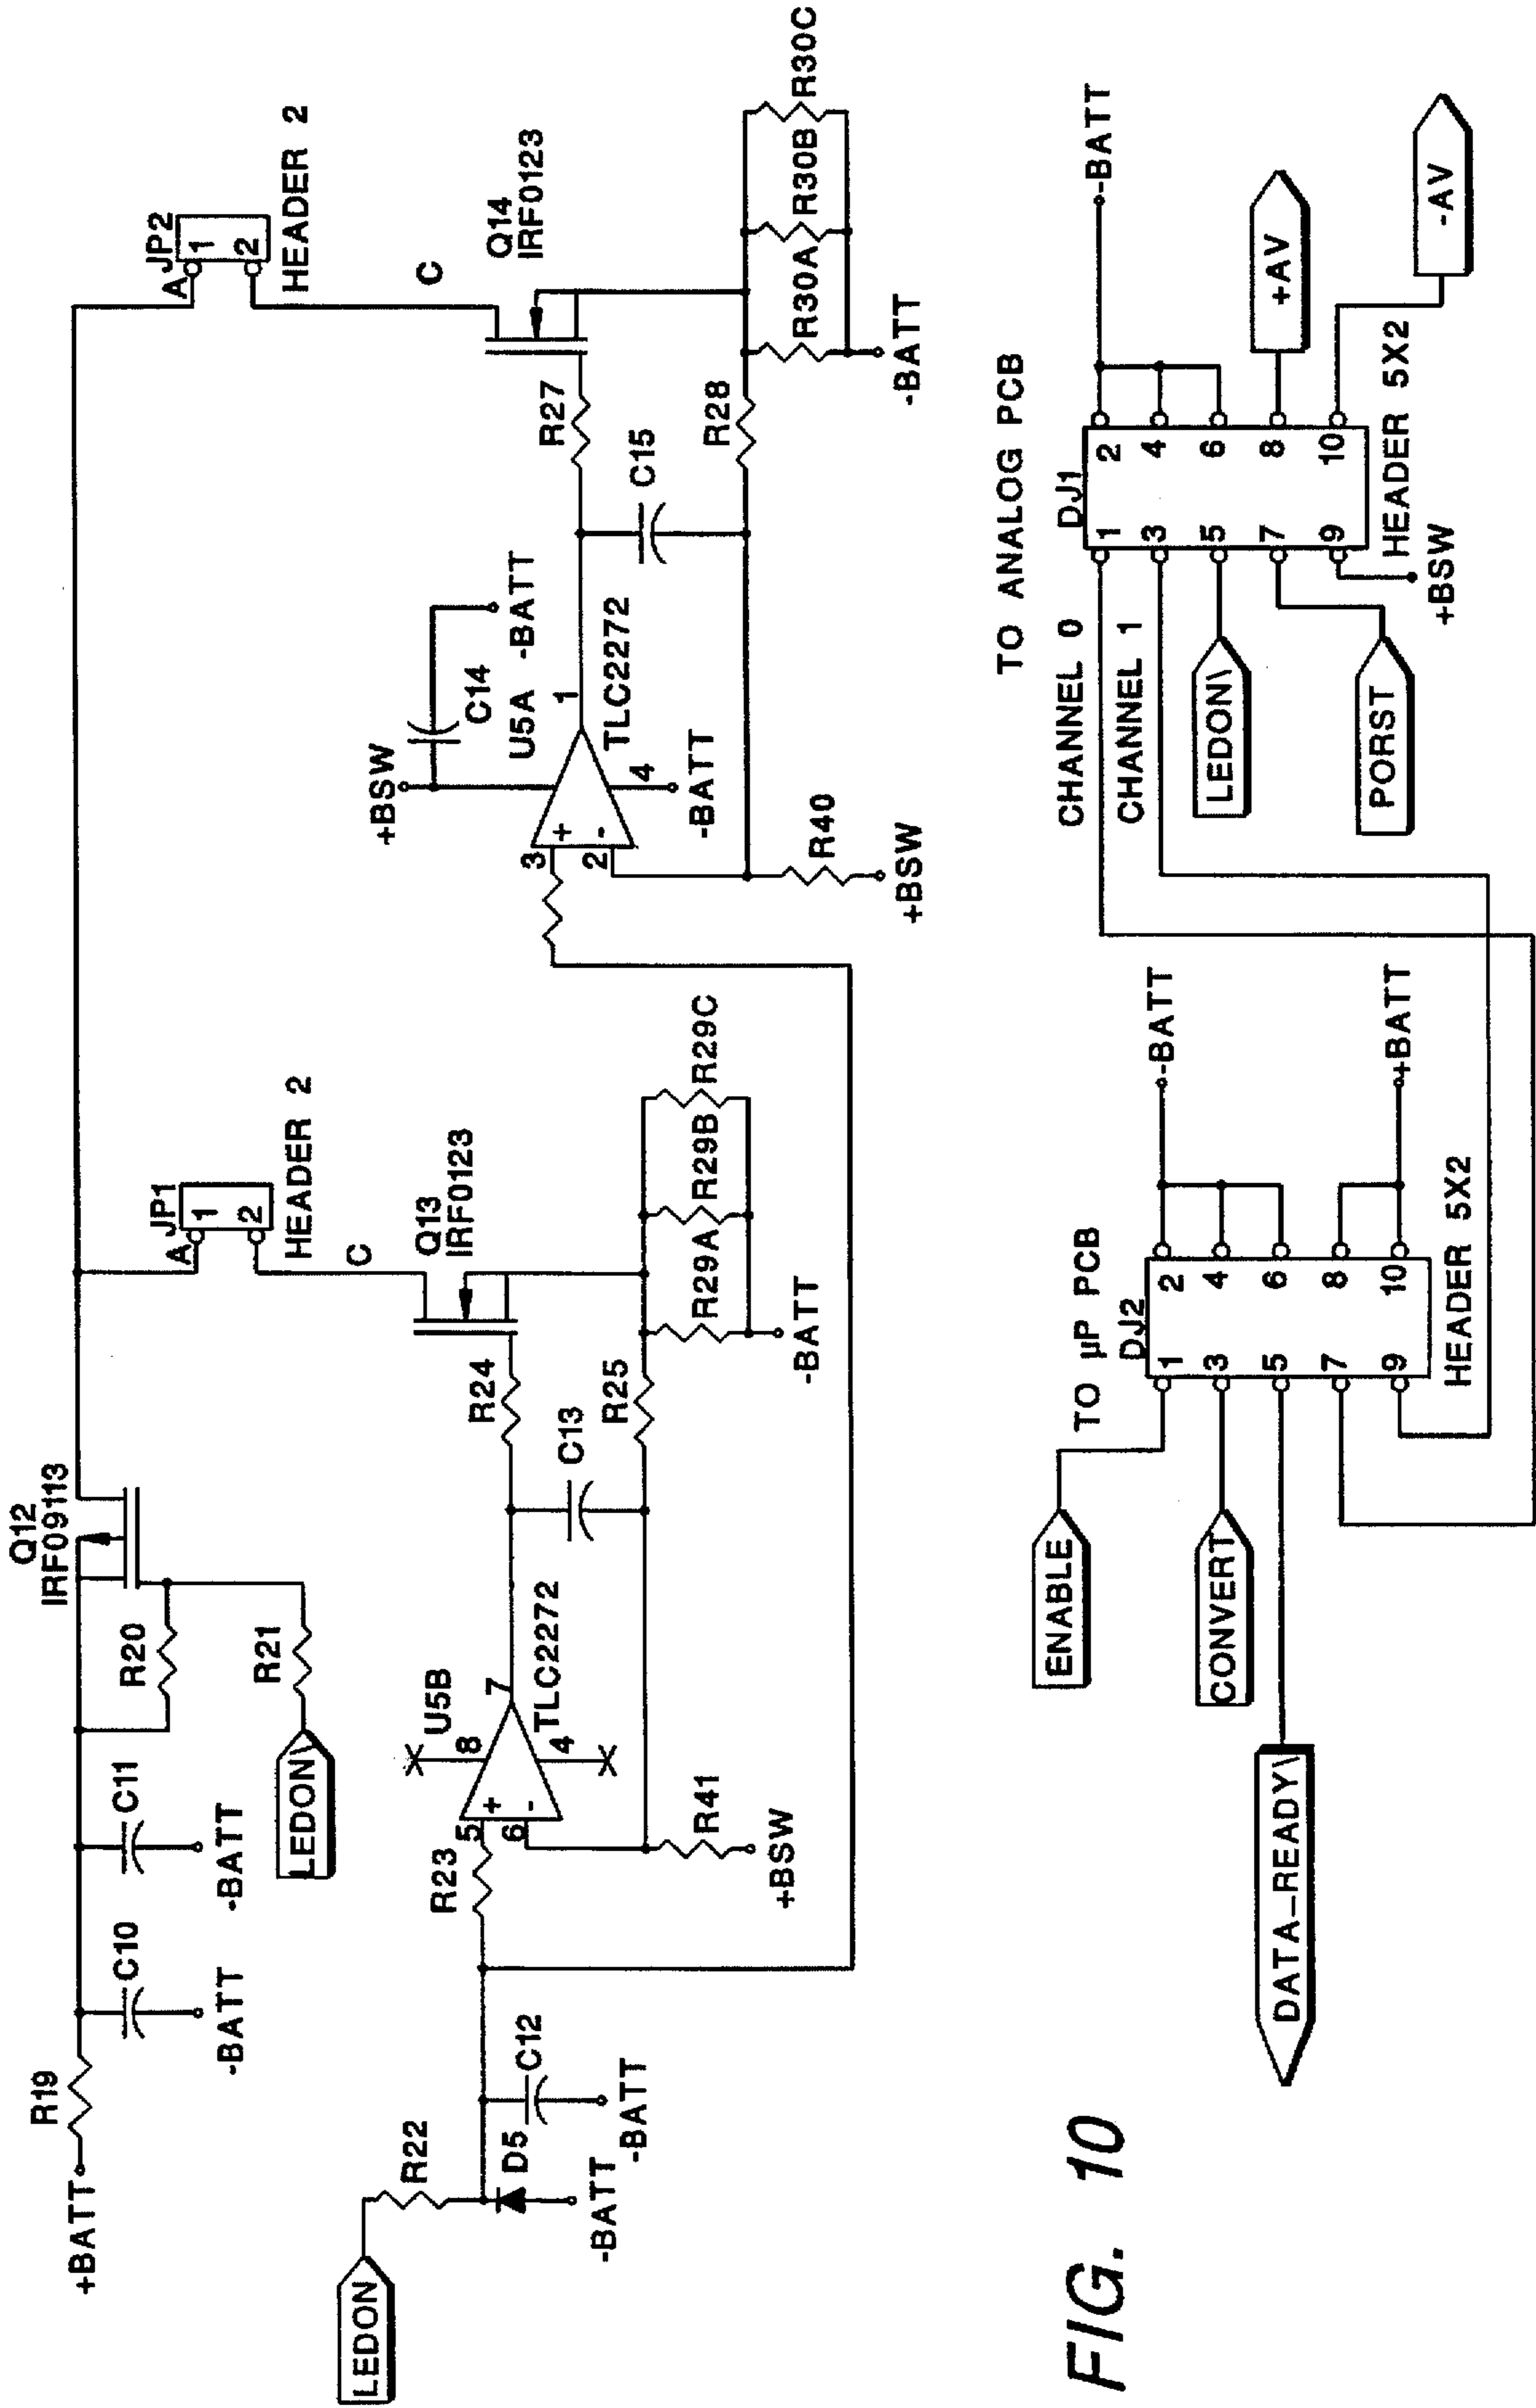 +BATT
R19
C10
-BATT
C11
-BATT
R20
Q12
IRF09113
R21
LEDON\
JP1
A
1
2
HEADER 2
C
Q13
IRF0123
JP2
A
1
2
HEADER 2
C
Q14
IRF0123
LEDON
R22
D5
-BATT
C12
-BATT
R23
5
6
+
-
8
U5B
7
4
TLC2272
R24
C13
R25
R41
+BSW
R29A
R29B
R29C
-BATT
+BSW
C14
-BATT
U5A
3
2
+
-
1
TLC2272
4
-BATT
R27
C15
R28
R40
+BSW
R30A
R30B
R30C
-BATT
TO µP PCB
DJ2
ENABLE
CONVERT
DATA-READY\
1
2
3
4
5
6
7
8
9
10
HEADER 5X2
-BATT
+BATT
TO ANALOG PCB
DJ1
CHANNEL 0
CHANNEL 1
LEDON\
PORST
1
2
3
4
5
6
7
8
9
10
HEADER 5X2
+BSW
-BATT
+AV
-AV
FIG. 10